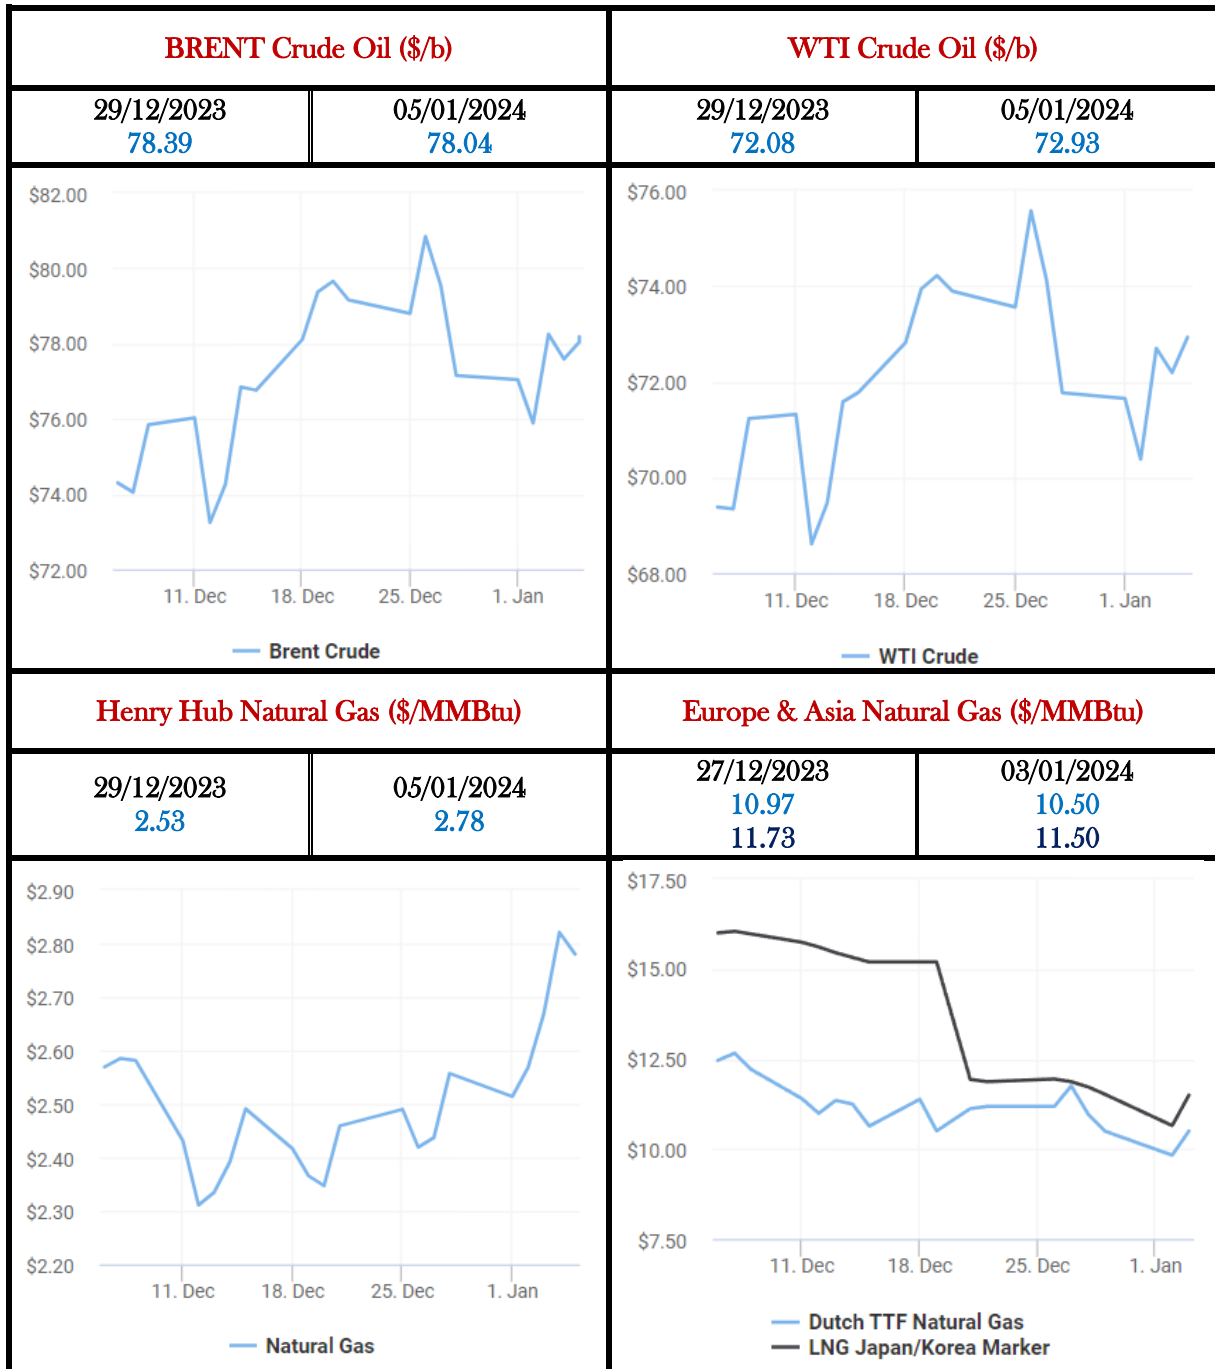 BRENT Crude Oil ($/b)
WTI Crude Oil ($/b)
29/12/2023
78.39
05/01/2024
78.04
29/12/2023
72.08
05/01/2024
72.93
$82.00
$80.00
$78.00
$76.00
$74.00
$72.00
11. Dec
18. Dec
25. Dec
1. Jan
Brent Crude
$76.00
$74.00
$72.00
$70.00
$68.00
11. Dec
18. Dec
25. Dec
1. Jan
WTI Crude
Henry Hub Natural Gas ($/MMBtu)
Europe & Asia Natural Gas ($/MMBtu)
29/12/2023
2.53
05/01/2024
2.78
27/12/2023
10.97
11.73
03/01/2024
10.50
11.50
$2.90
$2.80
$2.70
$2.60
$2.50
$2.40
$2.30
$2.20
11. Dec
18. Dec
25. Dec
1. Jan
Natural Gas
$17.50
$15.00
$12.50
$10.00
$7.50
11. Dec
18. Dec
25. Dec
1. Jan
Dutch TTF Natural Gas
LNG Japan/Korea Marker